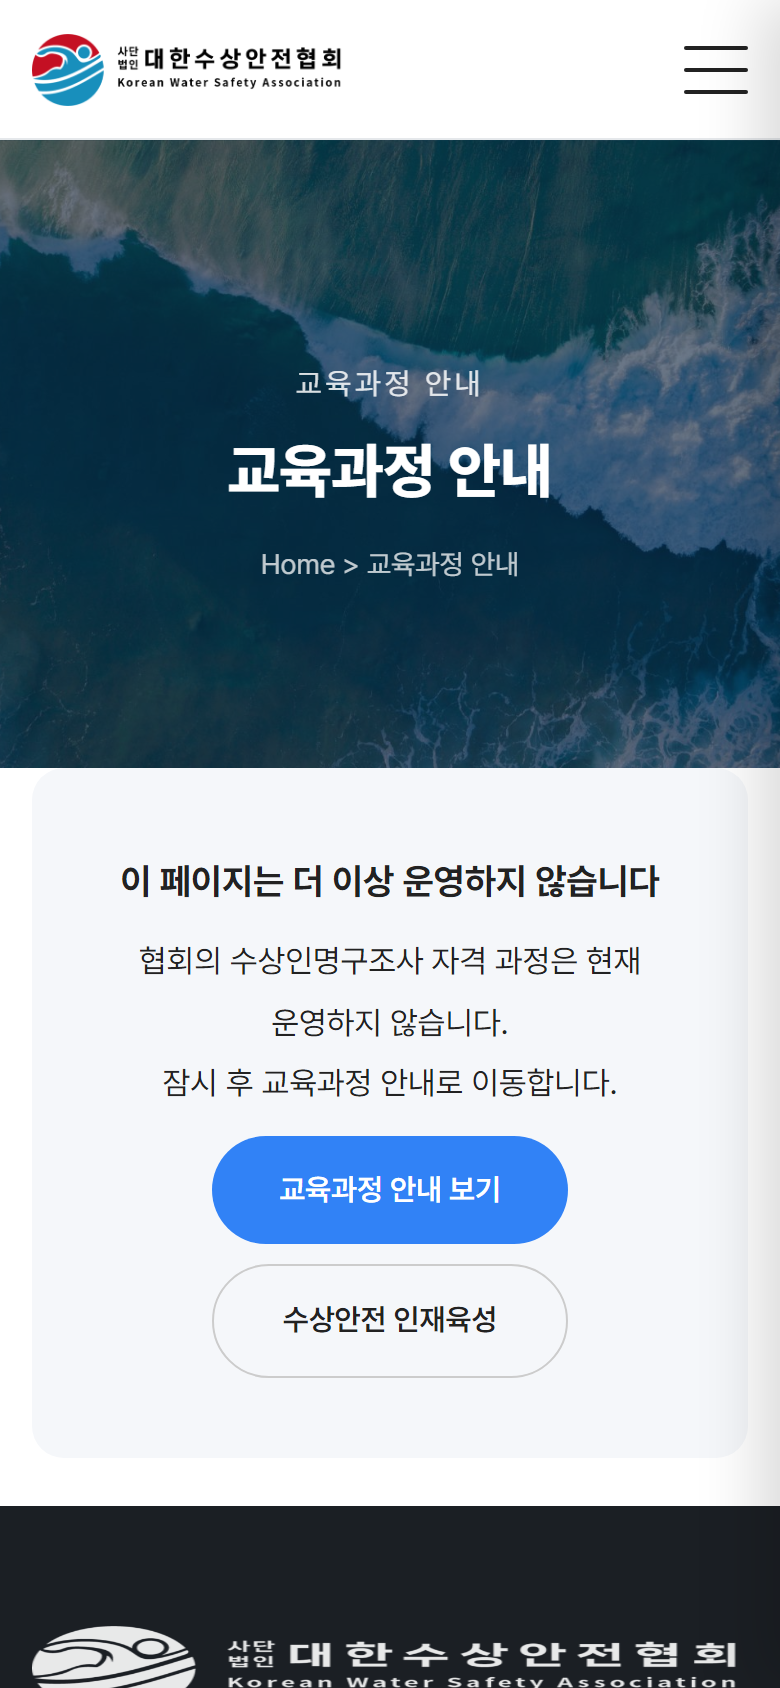 사단
법인 대한수상안전협회
Korean Water Safety Association
교육과정 안내
교육과정 안내
Home > 교육과정 안내
이 페이지는 더 이상 운영하지 않습니다
협회의 수상인명구조사 자격 과정은 현재
운영하지 않습니다.
잠시 후 교육과정 안내로 이동합니다.
교육과정 안내 보기
수상안전 인재육성
사단
법인 대한수상안전협회
Korean Water Safety Association